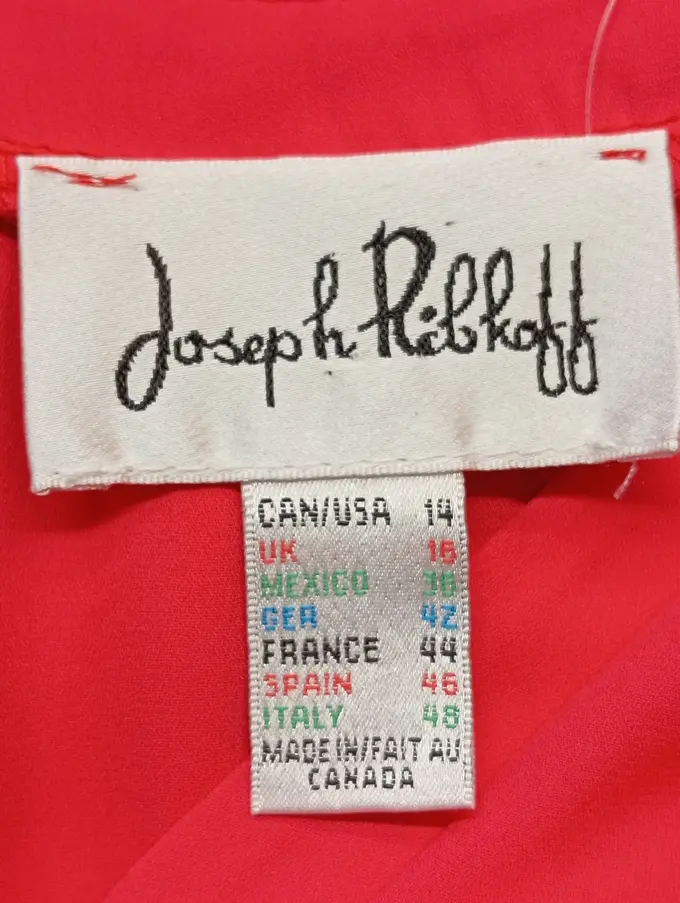 Joseph Ribkoff
CAN/USA 14
UK 16
MEXICO 38
GER 42
FRANCE 44
SPAIN 46
ITALY 48
MADE IN/FAIT AU
CANADA